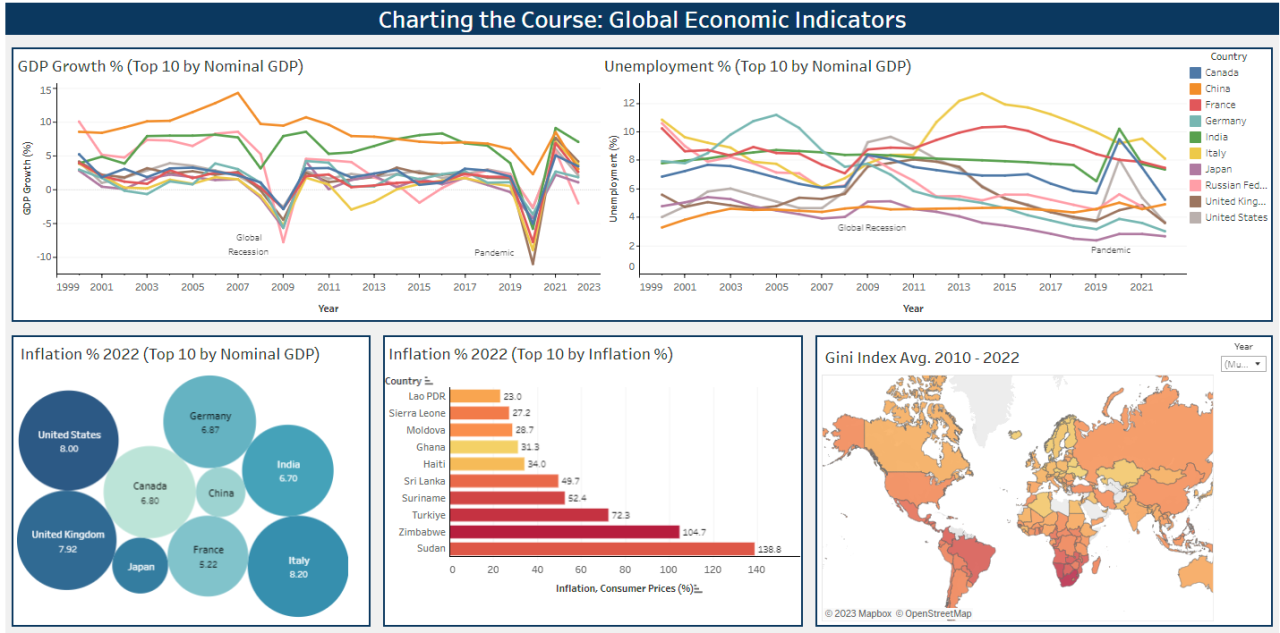 Charting the Course: Global Economic Indicators
GDP Growth % (Top 10 by Nominal GDP)
15
10
5
0
-5
-10
GDP Growth (%)
Global
Recession
Pandemic
1999 2001 2003 2005 2007 2009 2011 2013 2015 2017 2019 2021 2023
Year
Unemployment % (Top 10 by Nominal GDP)
12
10
8
6
4
2
0
Unemployment (%)
Global Recession
Pandemic
1999 2001 2003 2005 2007 2009 2011 2013 2015 2017 2019 2021
Year
Country
Canada
China
France
Germany
India
Italy
Japan
Russian Fed...
United King...
United States
Inflation % 2022 (Top 10 by Nominal GDP)
United States
8.00
Germany
6.87
India
6.70
Canada
6.80
China
United Kingdom
7.92
Japan
France
5.22
Italy
8.20
Inflation % 2022 (Top 10 by Inflation %)
Country
Lao PDR 23.0
Sierra Leone 27.2
Moldova 28.7
Ghana 31.3
Haiti 34.0
Sri Lanka 49.7
Suriname 52.4
Turkiye 72.3
Zimbabwe 104.7
Sudan 138.8
0 20 40 60 80 100 120 140
Inflation, Consumer Prices (%)
Gini Index Avg. 2010 - 2022
Year
(Mu...
© 2023 Mapbox © OpenStreetMap